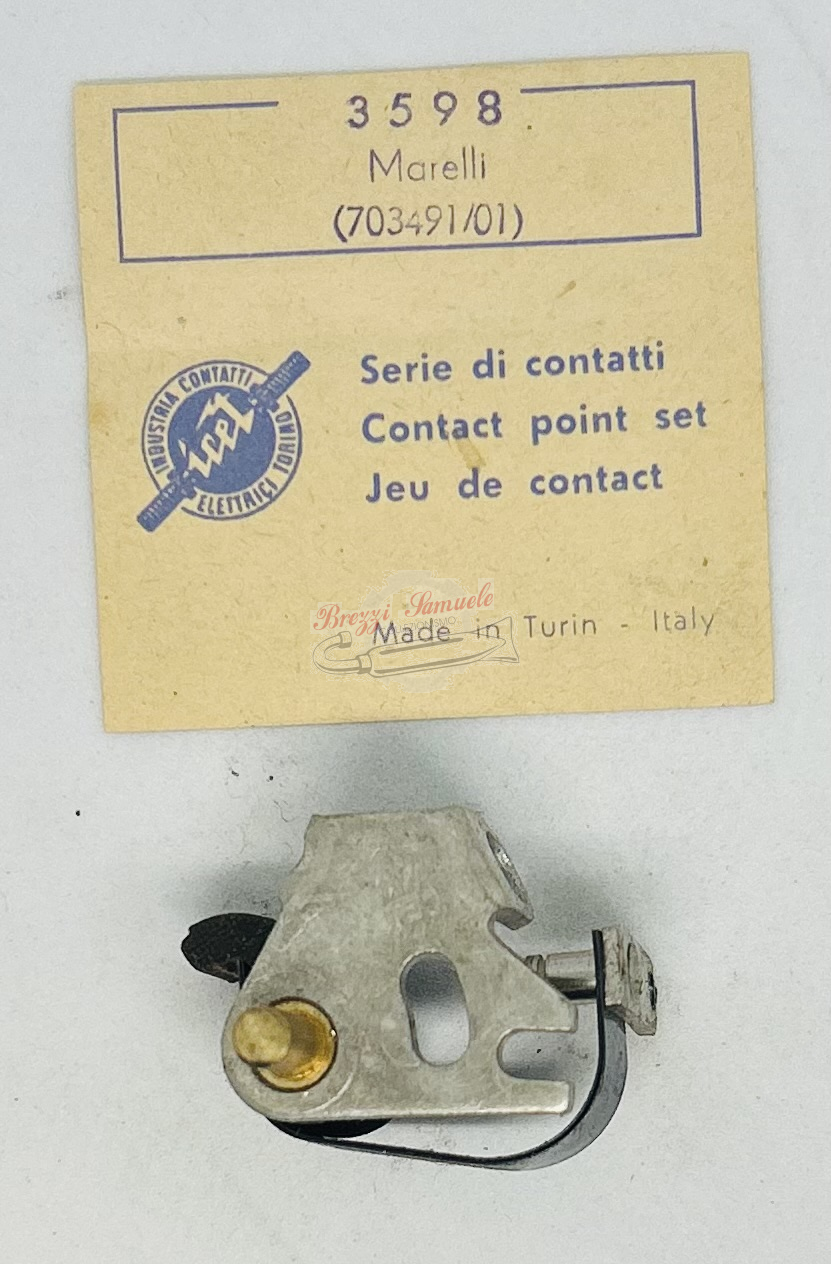 3598
Marelli
(703491/01)
INDUSTRIA CONTATTI
icet
ELETTRICI TORINO
Serie di contatti
Contact point set
Jeu de contact
Brezzi Samuele
Made in Turin - Italy